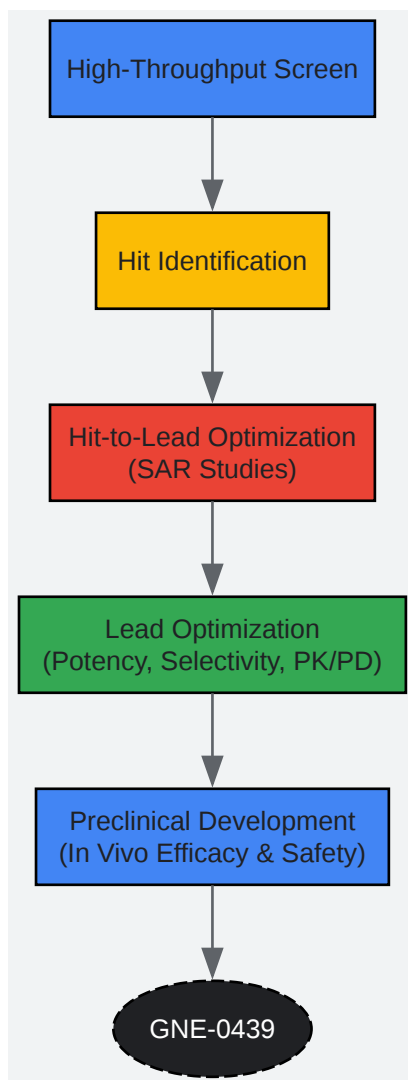 High-Throughput Screen
Hit Identification
Hit-to-Lead Optimization
(SAR Studies)
Lead Optimization
(Potency, Selectivity, PK/PD)
Preclinical Development
(In Vivo Efficacy & Safety)
GNE-0439